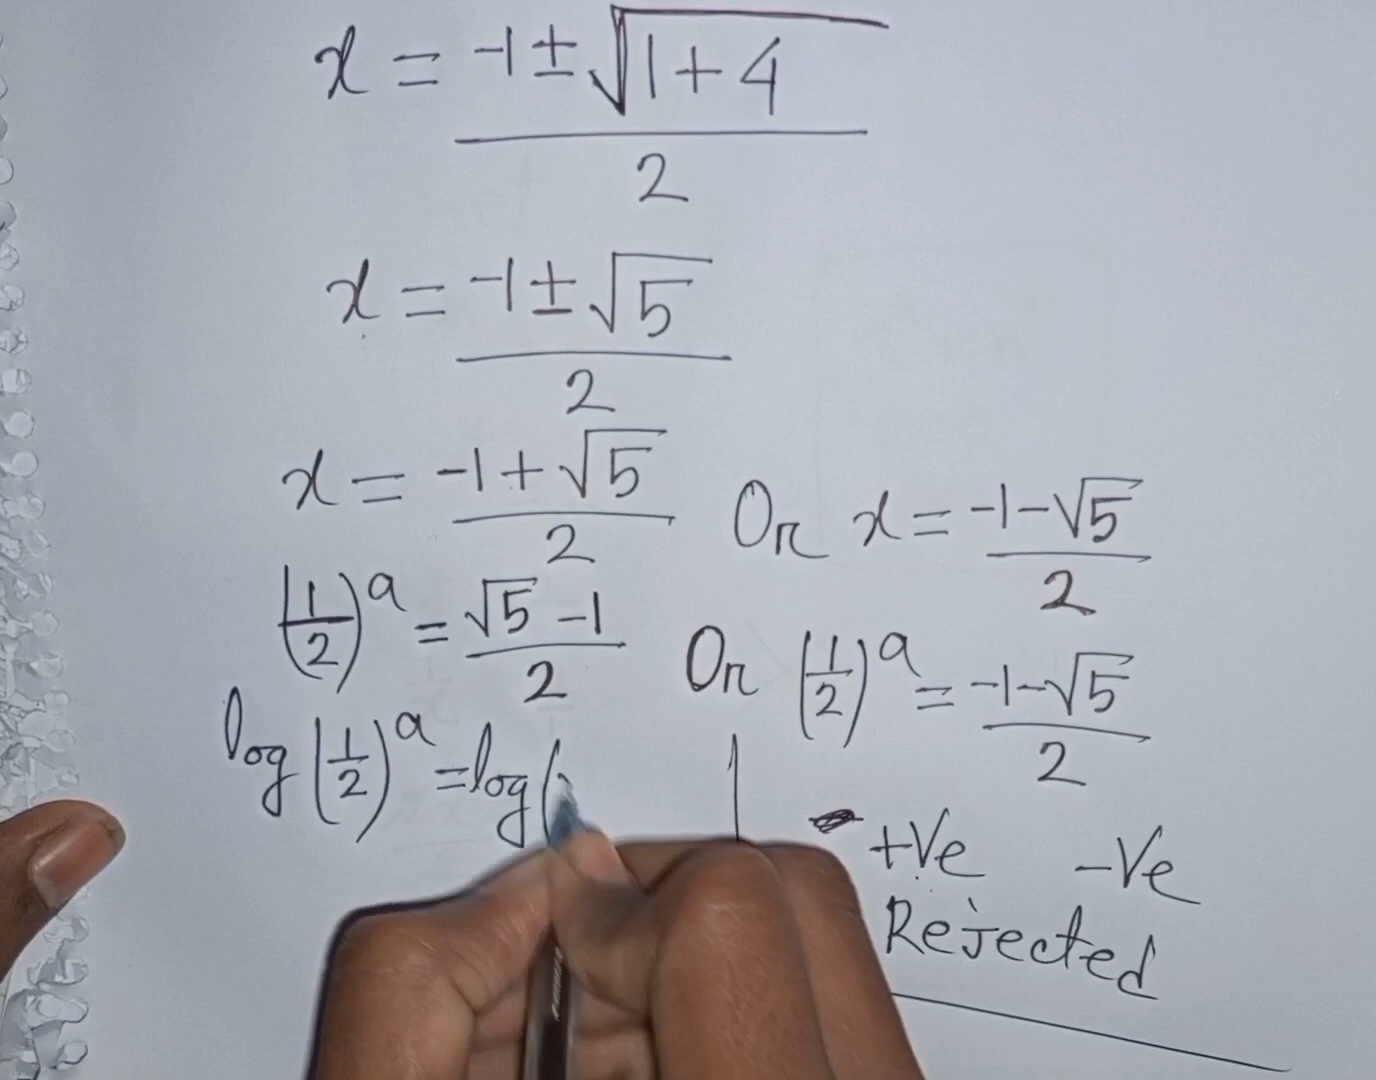 x = (-1 ± √(1+4)) / 2
x = (-1 ± √5) / 2
x = (-1 + √5) / 2 Or x = (-1 - √5) / 2
(1/2)^a = (√5 - 1) / 2 Or (1/2)^a = (-1 - √5) / 2
log (1/2)^a = log(
+Ve -Ve
Rejected